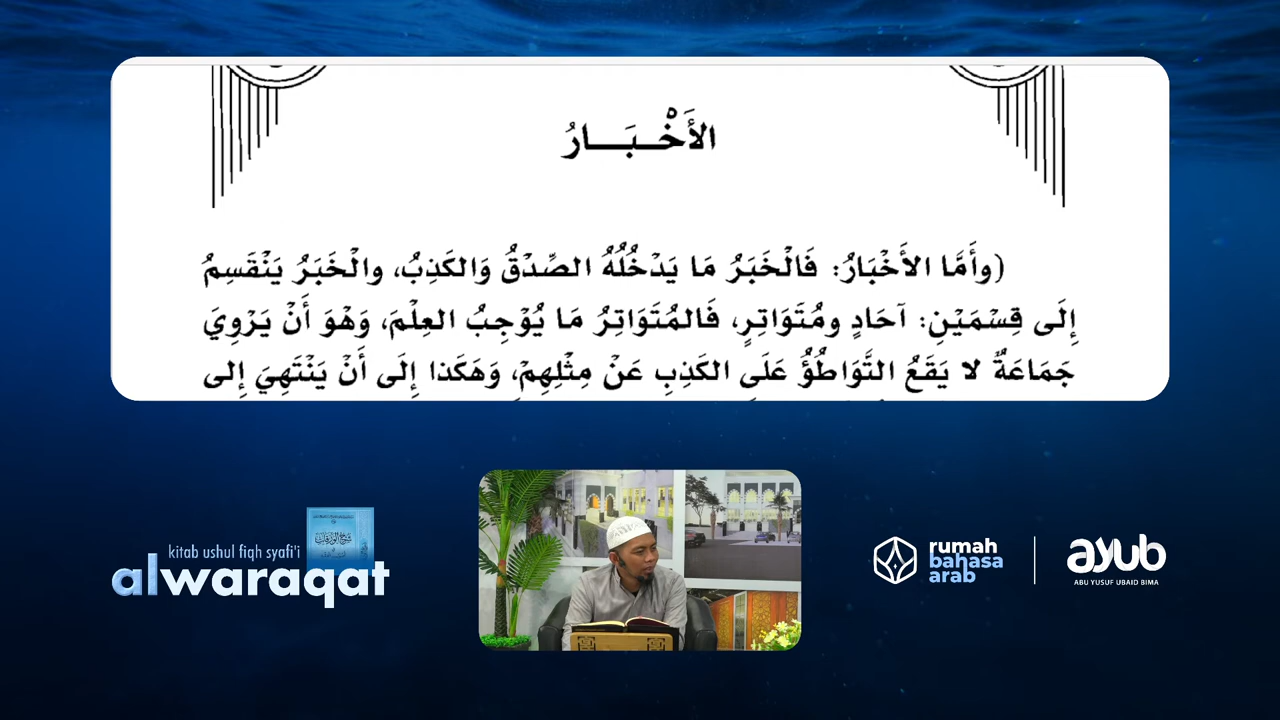 الأَخْبَــارُ
(وأَمَّا الأَخْبَارُ: فَالْخَبَرُ مَا يَدْخُلُهُ الصِّدْقُ وَالكَذِبُ، والْخَبَرُ يَنْقَسِمُ
إِلَى قِسْمَيْنِ: آحَادٍ ومُتَوَاتِرٍ، فَالمُتَوَاتِرُ مَا يُوْجِبُ العِلْمَ، وَهْوَ أَنْ يَرْوِيَ
جَمَاعَةٌ لا يَقَعُ التَّوَاطُؤُ عَلَى الكَذِبِ عَنْ مِثْلِهِمْ، وَهَكَذا إِلَى أَنْ يَنْتَهِيَ إِلى
kitab ushul fiqh syafi'i
alwaraqat
rumah
bahasa
arab
ayub
ABU YUSUF UBAID BIMA